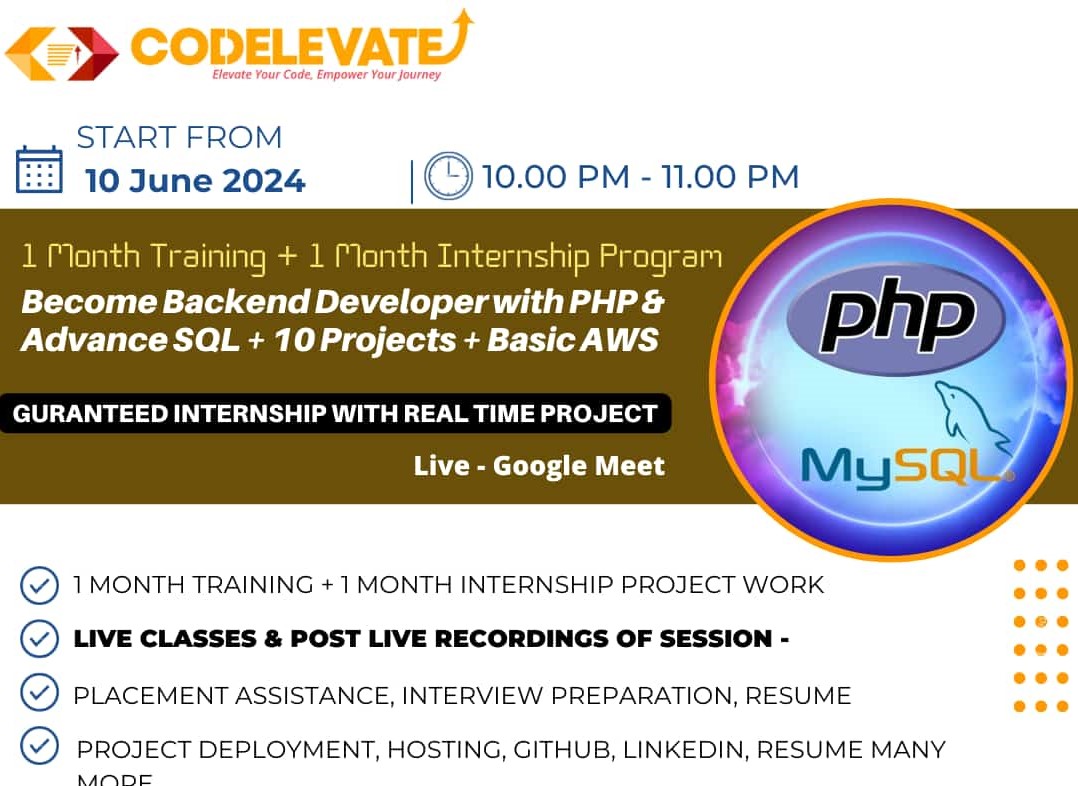 CODELEVATE
Elevate Your Code, Empower Your Journey
START FROM
10 June 2024
10.00 PM - 11.00 PM
1 Month Training + 1 Month Internship Program
Become Backend Developer with PHP &
Advance SQL + 10 Projects + Basic AWS
GURANTEED INTERNSHIP WITH REAL TIME PROJECT
Live - Google Meet
php
MySQL®
1 MONTH TRAINING + 1 MONTH INTERNSHIP PROJECT WORK
LIVE CLASSES & POST LIVE RECORDINGS OF SESSION -
PLACEMENT ASSISTANCE, INTERVIEW PREPARATION, RESUME
PROJECT DEPLOYMENT, HOSTING, GITHUB, LINKEDIN, RESUME MANY
MORE